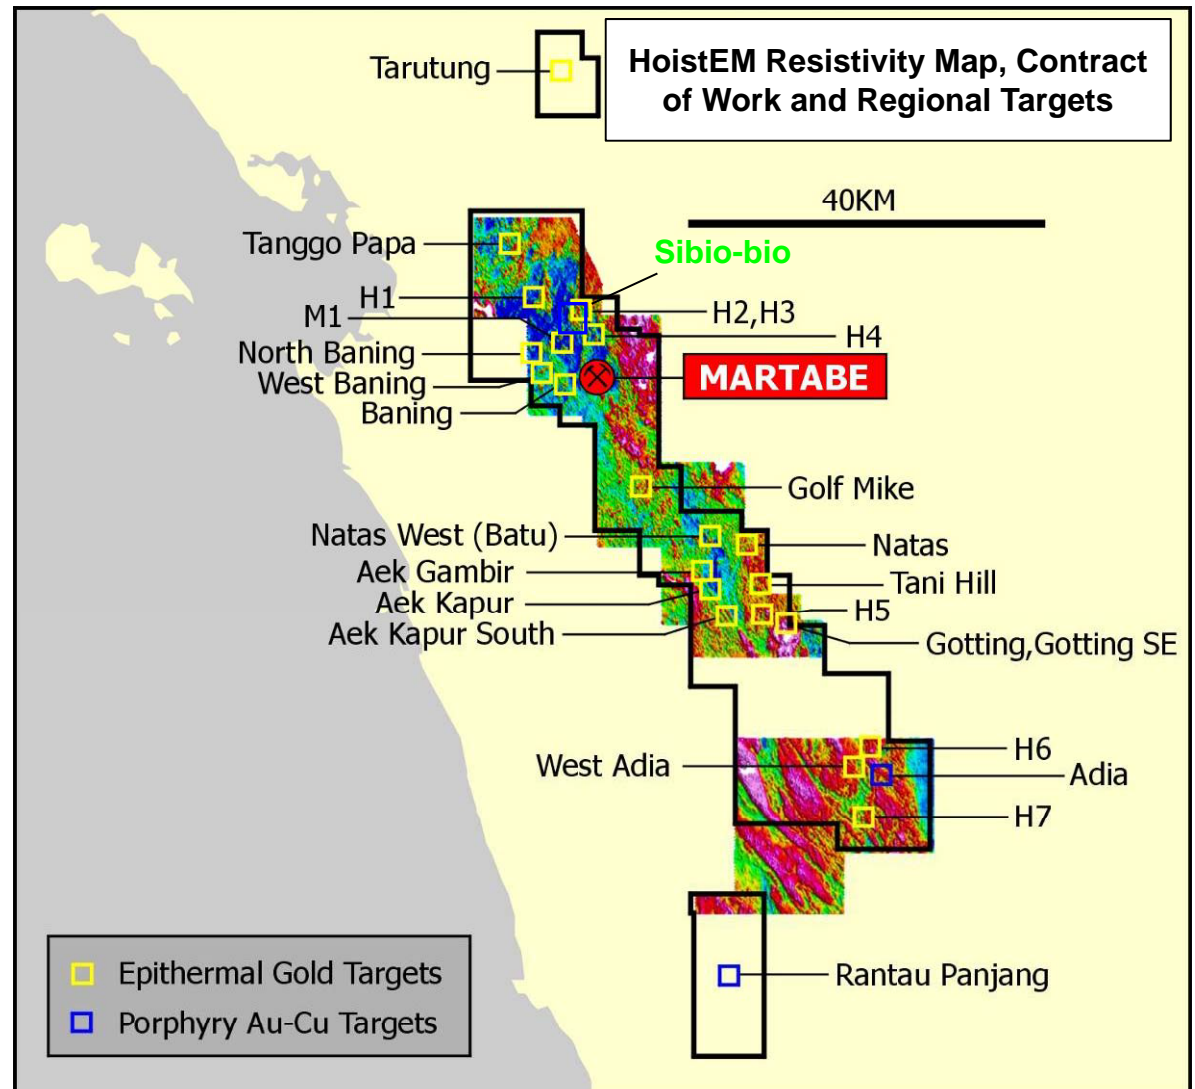 HoistEM Resistivity Map, Contract
of Work and Regional Targets
Tarutung
40KM
Tanggo Papa
Sibio-bio
H1
H2,H3
M1
H4
North Baning
MARTABE
West Baning
Baning
Golf Mike
Natas West (Batu)
Natas
Aek Gambir
Tani Hill
Aek Kapur
H5
Aek Kapur South
Gotting,Gotting SE
H6
West Adia
Adia
H7
Rantau Panjang
Epithermal Gold Targets
Porphyry Au-Cu Targets